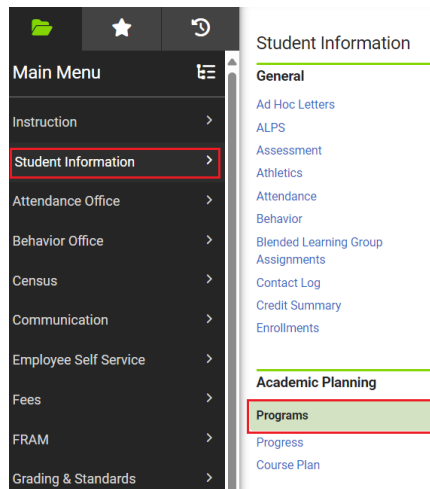 Main Menu
Instruction
Student Information
Attendance Office
Behavior Office
Census
Communication
Employee Self Service
Fees
FRAM
Grading & Standards
Student Information
General
Ad Hoc Letters
ALPS
Assessment
Athletics
Attendance
Behavior
Blended Learning Group
Assignments
Contact Log
Credit Summary
Enrollments
Academic Planning
Programs
Progress
Course Plan